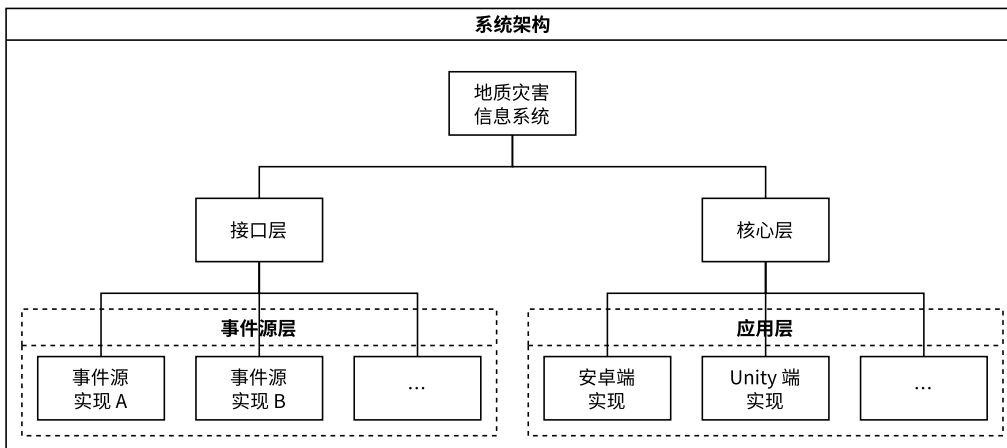 系统架构
地质灾害
信息系统
接口层
核心层
事件源层
应用层
事件源
实现 A
事件源
实现 B
...
安卓端
实现
Unity 端
实现
...